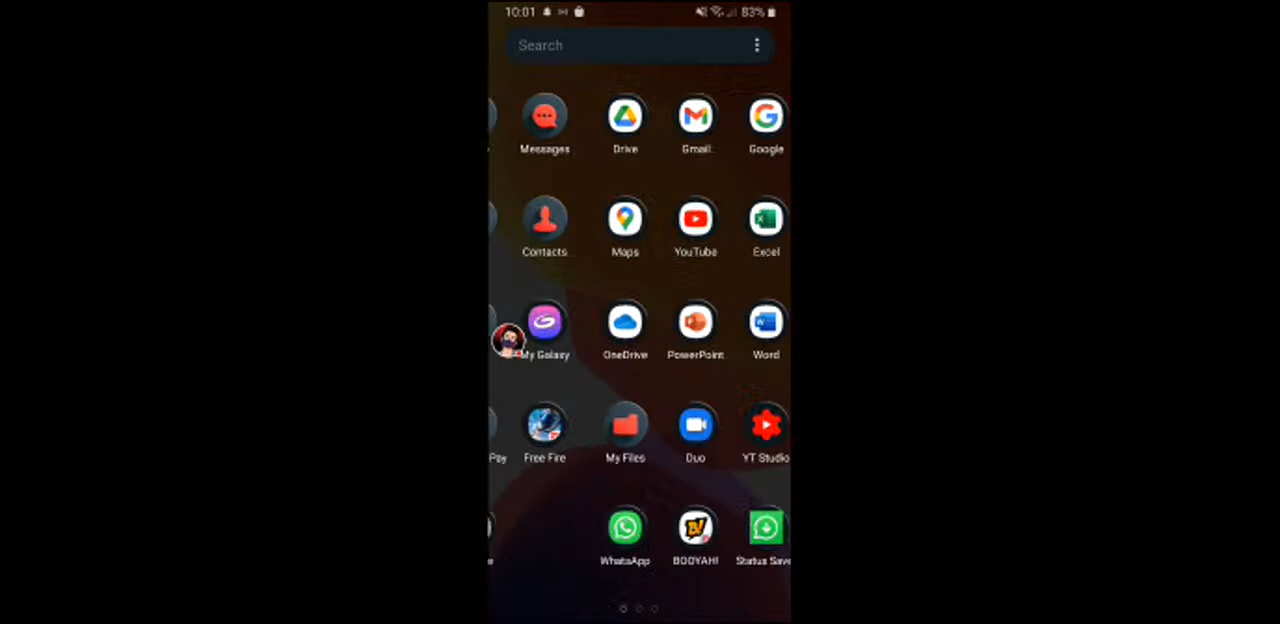 10:01 83%
Search
Messages Drive Gmail Google
Contacts Maps YouTube Excel
My Galaxy OneDrive PowerPoint Word
Pay Free Fire My Files Duo YT Studio
WhatsApp BOOYAH! Status Save